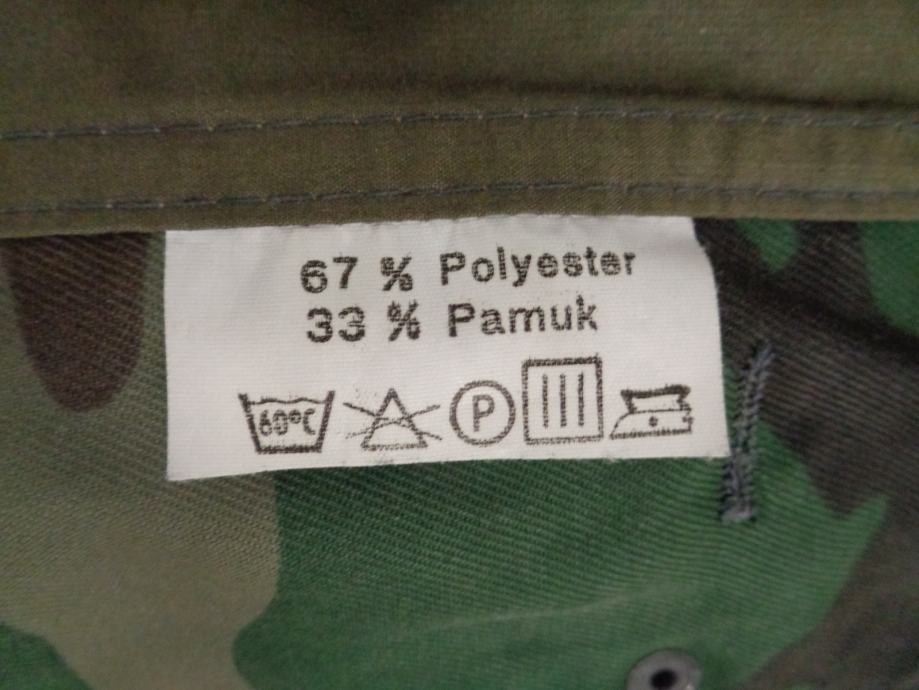 67 % Polyester
33 % Pamuk
60°C P